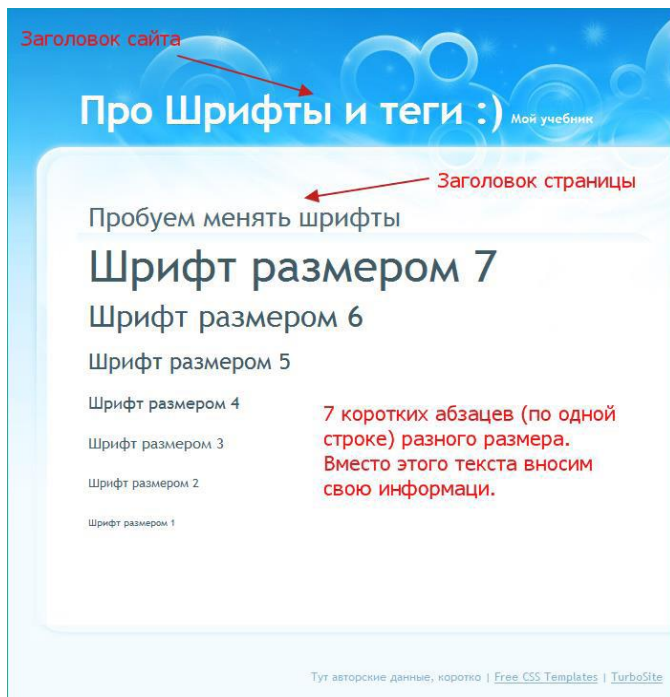 Заголовок сайта
Про Шрифты и теги :) Мой учебник
Заголовок страницы
Пробуем менять шрифты
Шрифт размером 7
Шрифт размером 6
Шрифт размером 5
Шрифт размером 4
Шрифт размером 3
Шрифт размером 2
Шрифт размером 1
7 коротких абзацев (по одной
строке) разного размера.
Вместо этого текста вносим
свою информаци.
Тут авторские данные, коротко | Free CSS Templates | TurboSite